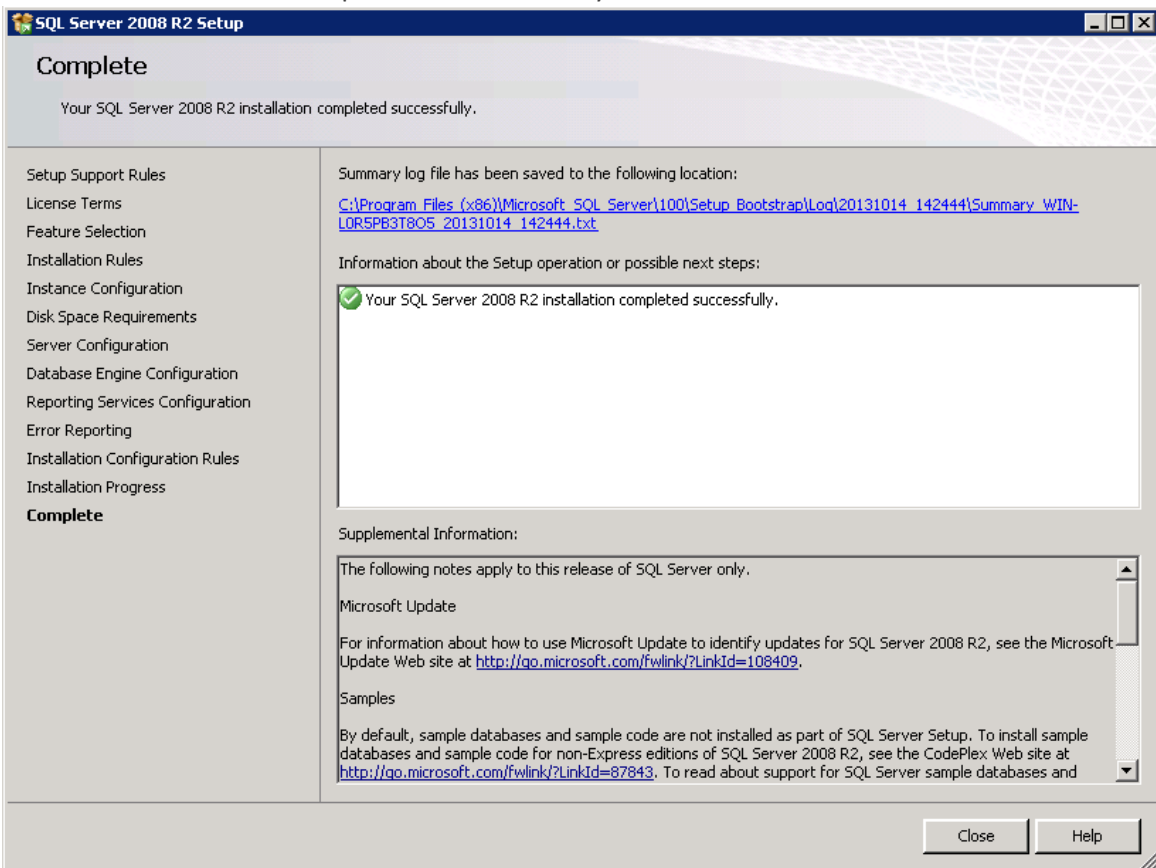 SQL Server 2008 R2 Setup
Complete
Your SQL Server 2008 R2 installation completed successfully.
Setup Support Rules
License Terms
Feature Selection
Installation Rules
Instance Configuration
Disk Space Requirements
Server Configuration
Database Engine Configuration
Reporting Services Configuration
Error Reporting
Installation Configuration Rules
Installation Progress
Complete
Summary log file has been saved to the following location:
C:\Program Files (x86)\Microsoft SQL Server\100\Setup Bootstrap\Log\20131014_142444\Summary_WIN-
L0R5PB3T8O5_20131014_142444.txt
Information about the Setup operation or possible next steps:
Your SQL Server 2008 R2 installation completed successfully.
Supplemental Information:
The following notes apply to this release of SQL Server only.
Microsoft Update
For information about how to use Microsoft Update to identify updates for SQL Server 2008 R2, see the Microsoft
Update Web site at http://go.microsoft.com/fwlink/?LinkId=108409.
Samples
By default, sample databases and sample code are not installed as part of SQL Server Setup. To install sample
databases and sample code for non-Express editions of SQL Server 2008 R2, see the CodePlex Web site at
http://go.microsoft.com/fwlink/?LinkId=87843. To read about support for SQL Server sample databases and
Close
Help